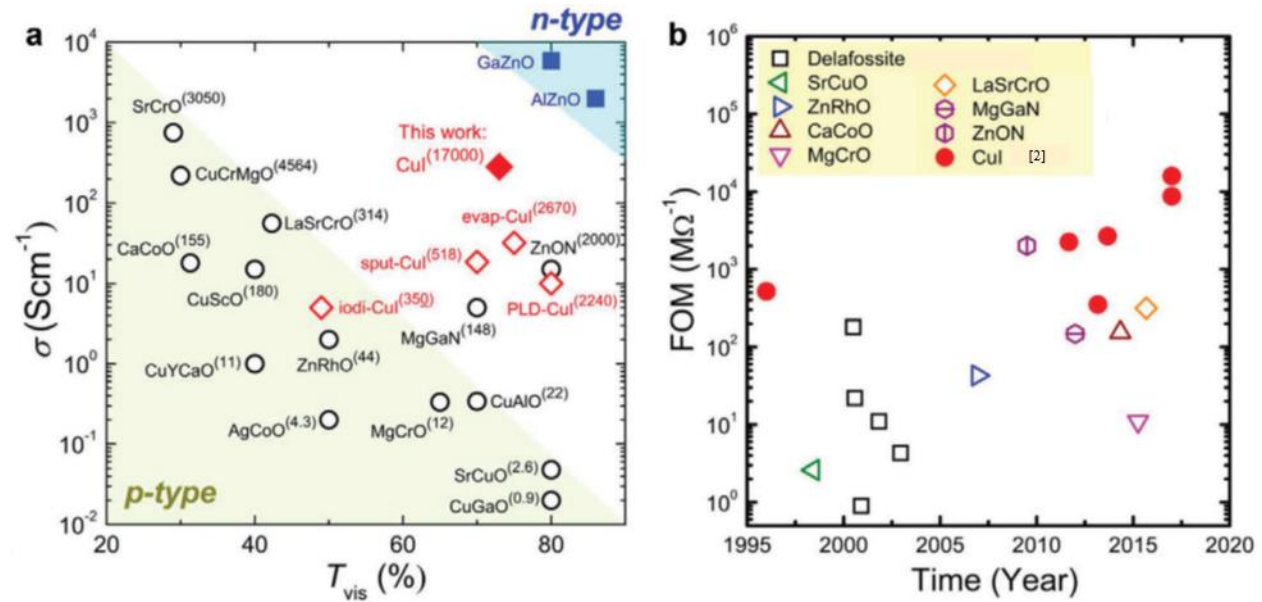 a
n-type
10⁴
10³
10²
10¹
10⁰
10⁻¹
10⁻²
σ (Scm⁻¹)
GaZnO
AlZnO
SrCrO(3050)
This work:
CuI(17000)
CuCrMgO(4564)
evap-CuI(2670)
LaSrCrO(314)
ZnON(2000)
CaCoO(155)
sput-CuI(518)
CuScO(180)
iodi-CuI(350)
PLD-CuI(2240)
MgGaN(148)
ZnRhO(44)
CuYCaO(11)
CuAlO(22)
AgCoO(4.3)
MgCrO(12)
SrCuO(2.6)
CuGaO(0.9)
p-type
20 40 60 80
Tvis (%)
b
10⁶
10⁵
10⁴
10³
10²
10¹
10⁰
FOM (MΩ⁻¹)
Delafossite
SrCuO
ZnRhO
CaCoO
MgCrO
LaSrCrO
MgGaN
ZnON
CuI [2]
1995 2000 2005 2010 2015 2020
Time (Year)